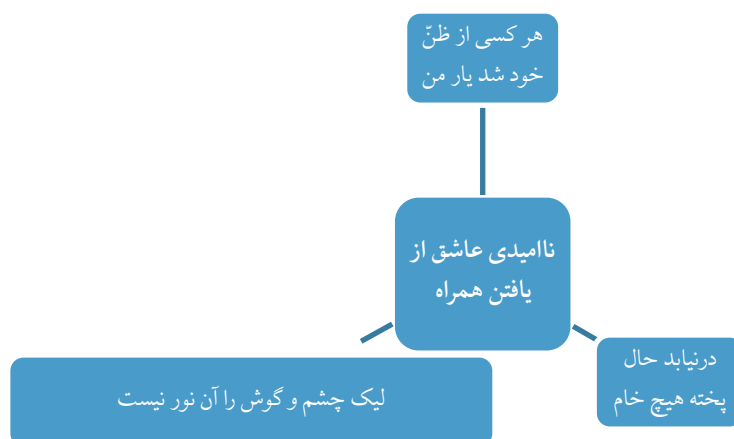 هر کسی از ظنّ
خود شد یار من
ناامیدی عاشق از
یافتن همراه
درنیابد حال
پخته هیچ خام
لیک چشم و گوش را آن نور نیست